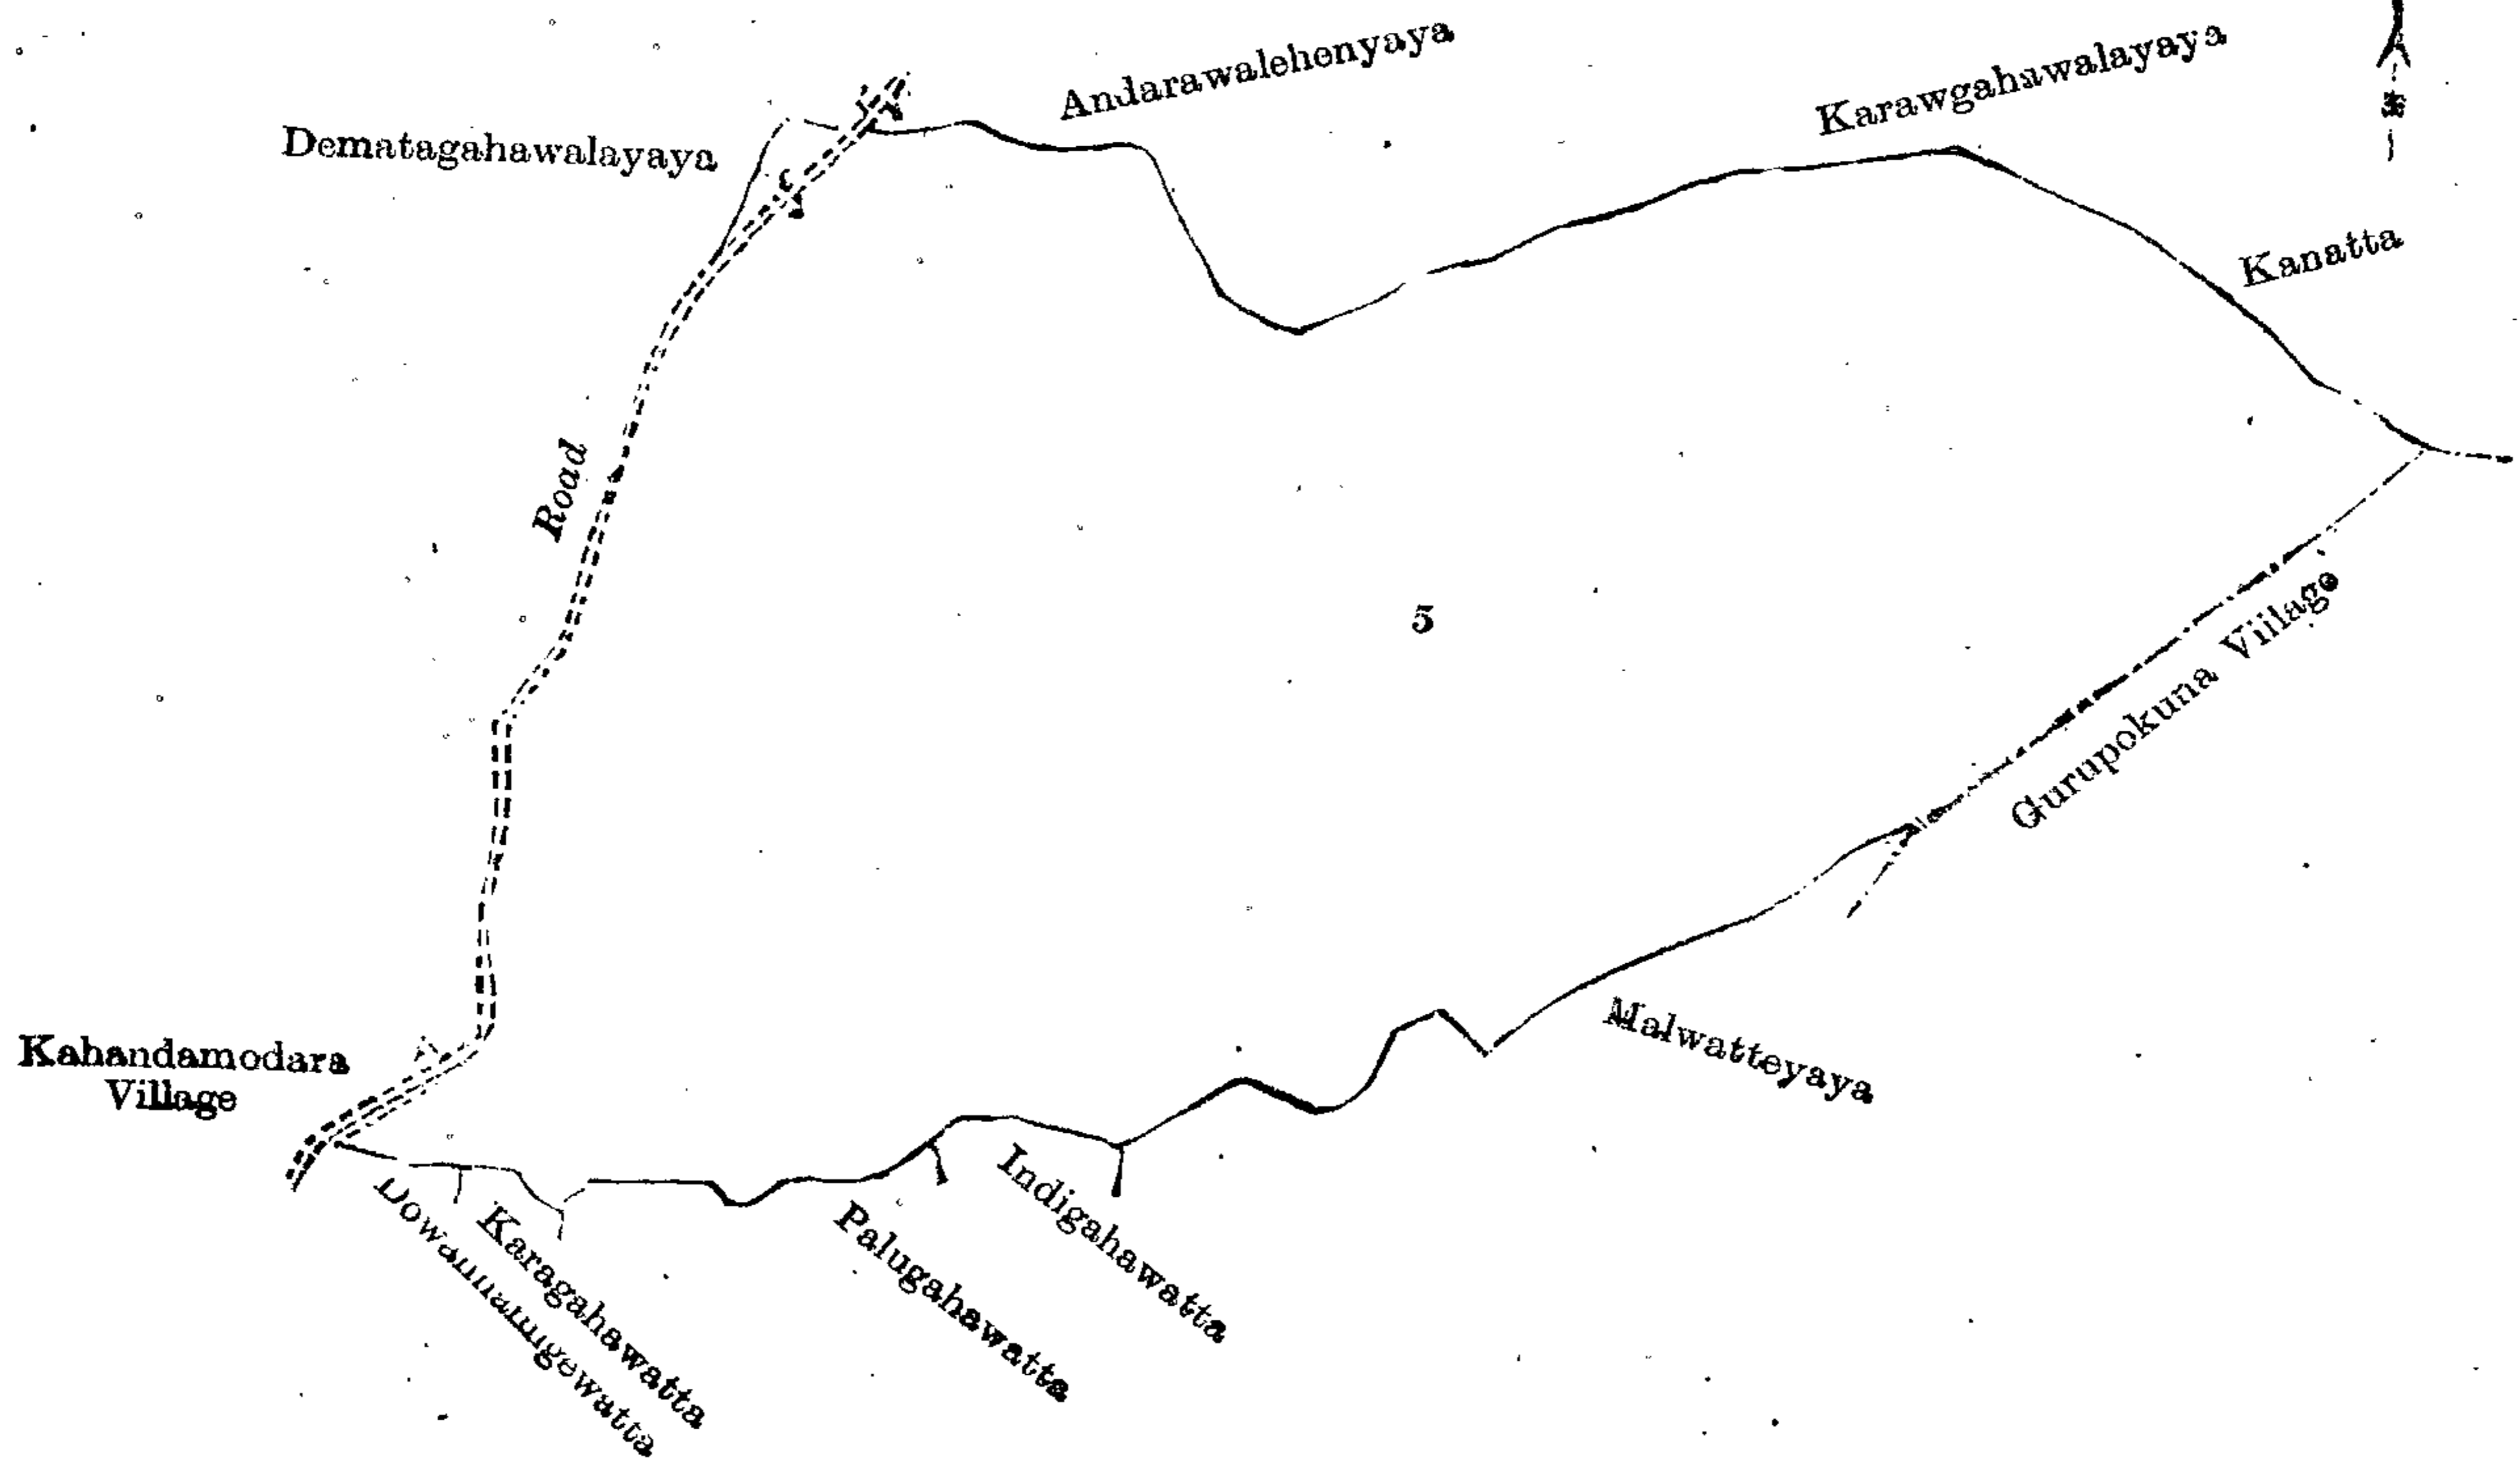 Andarawalehenyaya
Karawgahawalayaya
Dematagahawalayaya
Kanatta
Road
5
Gurupokuna Village
Malwatteyaya
Kahandamodara
Village
Indigahawatta
Palugahawatta
Karagahawatta